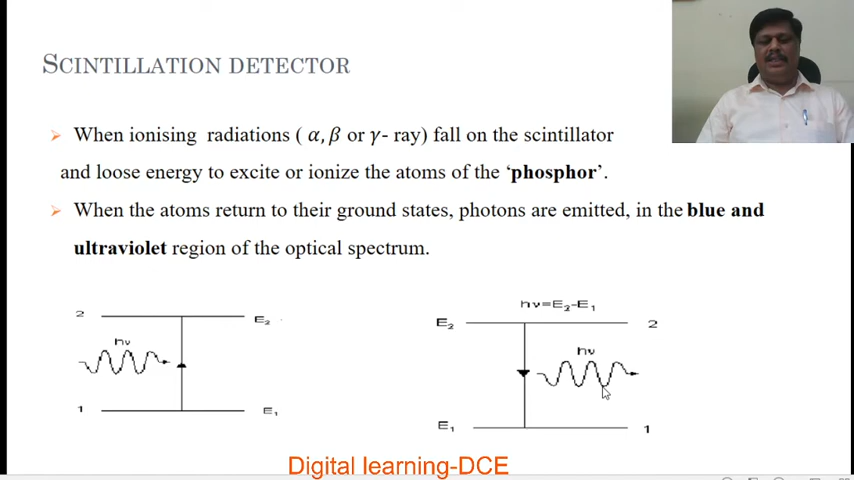 SCINTILLATION DETECTOR
When ionising radiations ( α, β or γ- ray) fall on the scintillator
and loose energy to excite or ionize the atoms of the ‘phosphor’.
When the atoms return to their ground states, photons are emitted, in the blue and
ultraviolet region of the optical spectrum.
2
E₂
hν
1
E₁
hν=E₂-E₁
E₂
2
hν
E₁
1
Digital learning-DCE